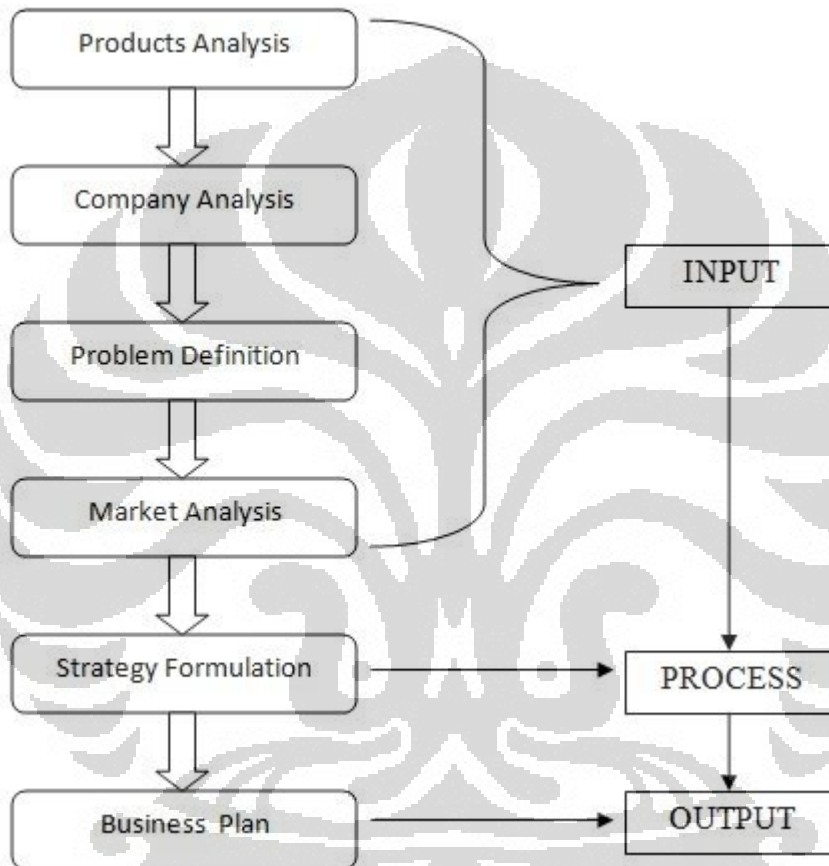 Products Analysis
Company Analysis
INPUT
Problem Definition
Market Analysis
Strategy Formulation
PROCESS
Business Plan
OUTPUT